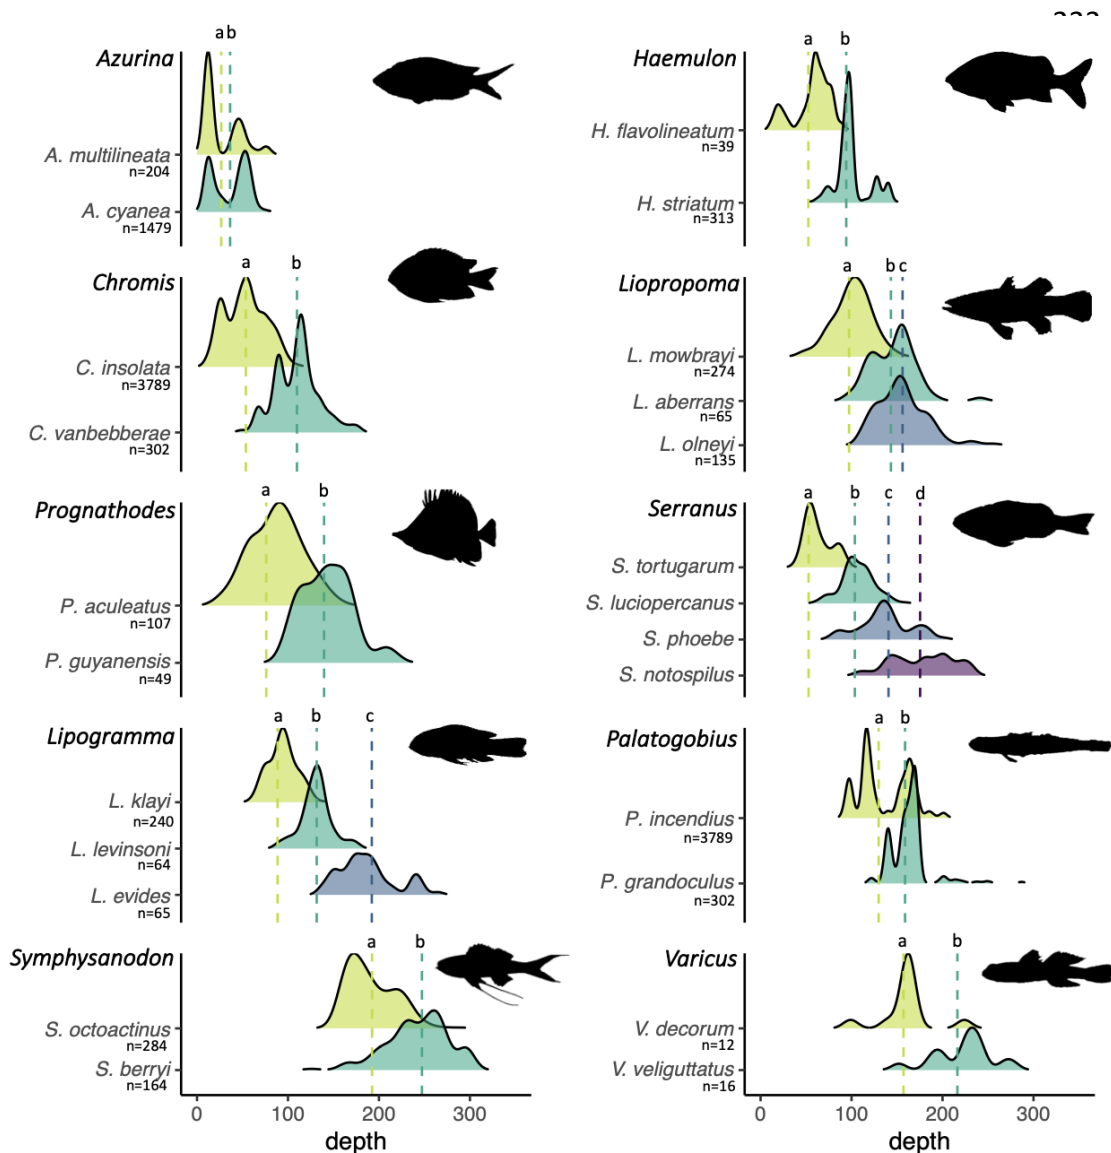 a b
Azurina
A. multilineata
n=204
A. cyanea
n=1479
a b
Chromis
C. insolata
n=3789
C. vanbebberae
n=302
a b
Prognathodes
P. aculeatus
n=107
P. guyanensis
n=49
a b c
Lipogramma
L. klayi
n=240
L. levinsoni
n=64
L. evides
n=65
a b
Symphysanodon
S. octoactinus
n=284
S. berryi
n=164
0 100 200 300
depth
a b
Haemulon
H. flavolineatum
n=39
H. striatum
n=313
a b c
Liopropoma
L. mowbrayi
n=274
L. aberrans
n=65
L. olneyi
n=135
a b c d
Serranus
S. tortugarum
S. luciopercanus
S. phoebe
S. notospilus
a b
Palatogobius
P. incendius
n=3789
P. grandoculus
n=302
a b
Varicus
V. decorum
n=12
V. veliguttatus
n=16
0 100 200 300
depth